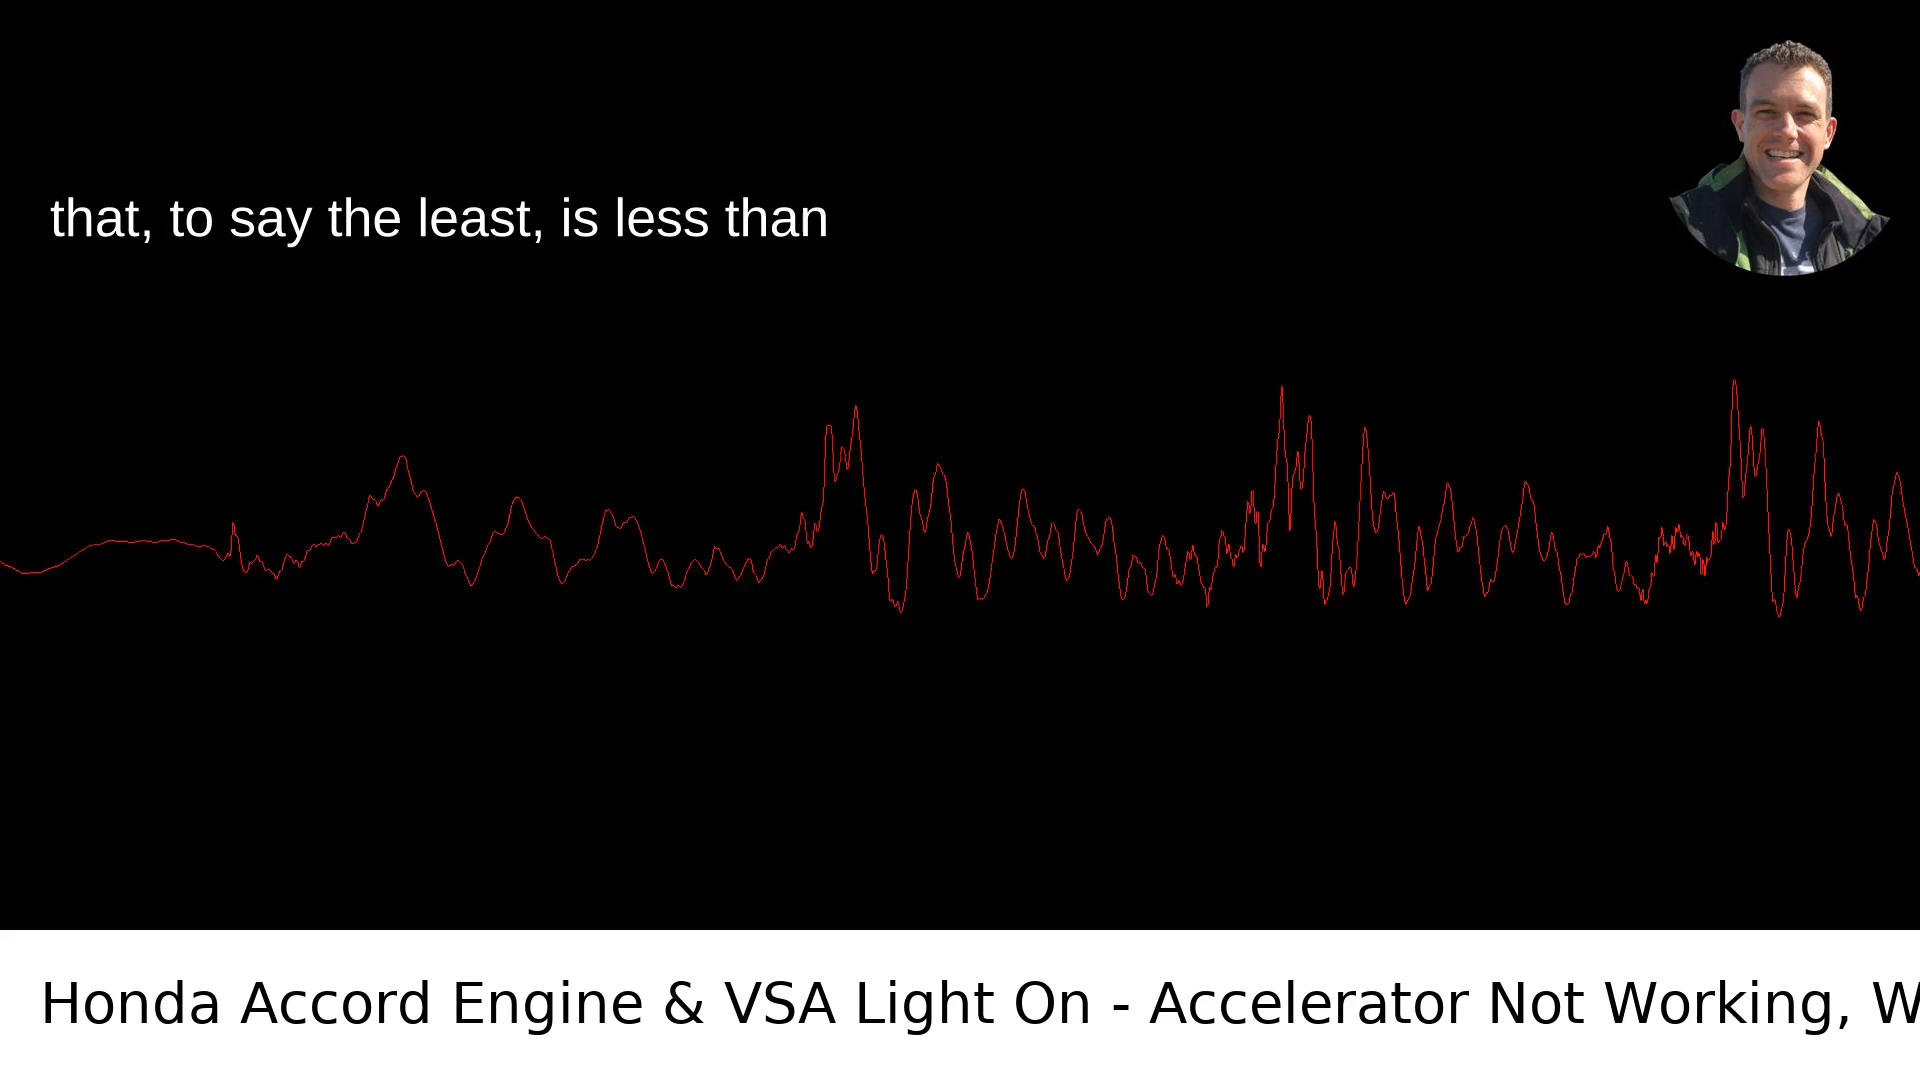 that, to say the least, is less than
Honda Accord Engine & VSA Light On - Accelerator Not Working, W